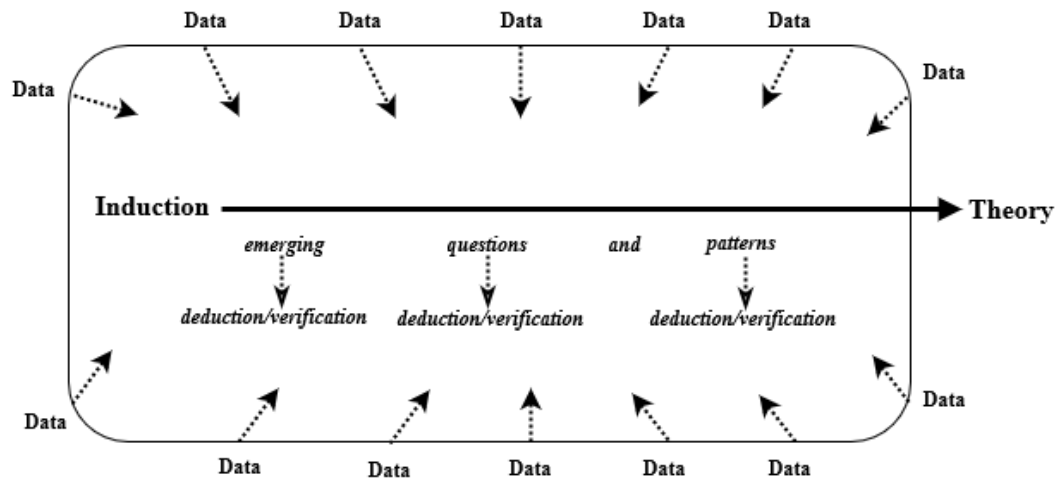 Data Data Data Data Data
Data Data
Induction Theory
emerging questions and patterns
deduction/verification deduction/verification deduction/verification
Data Data
Data Data Data Data Data